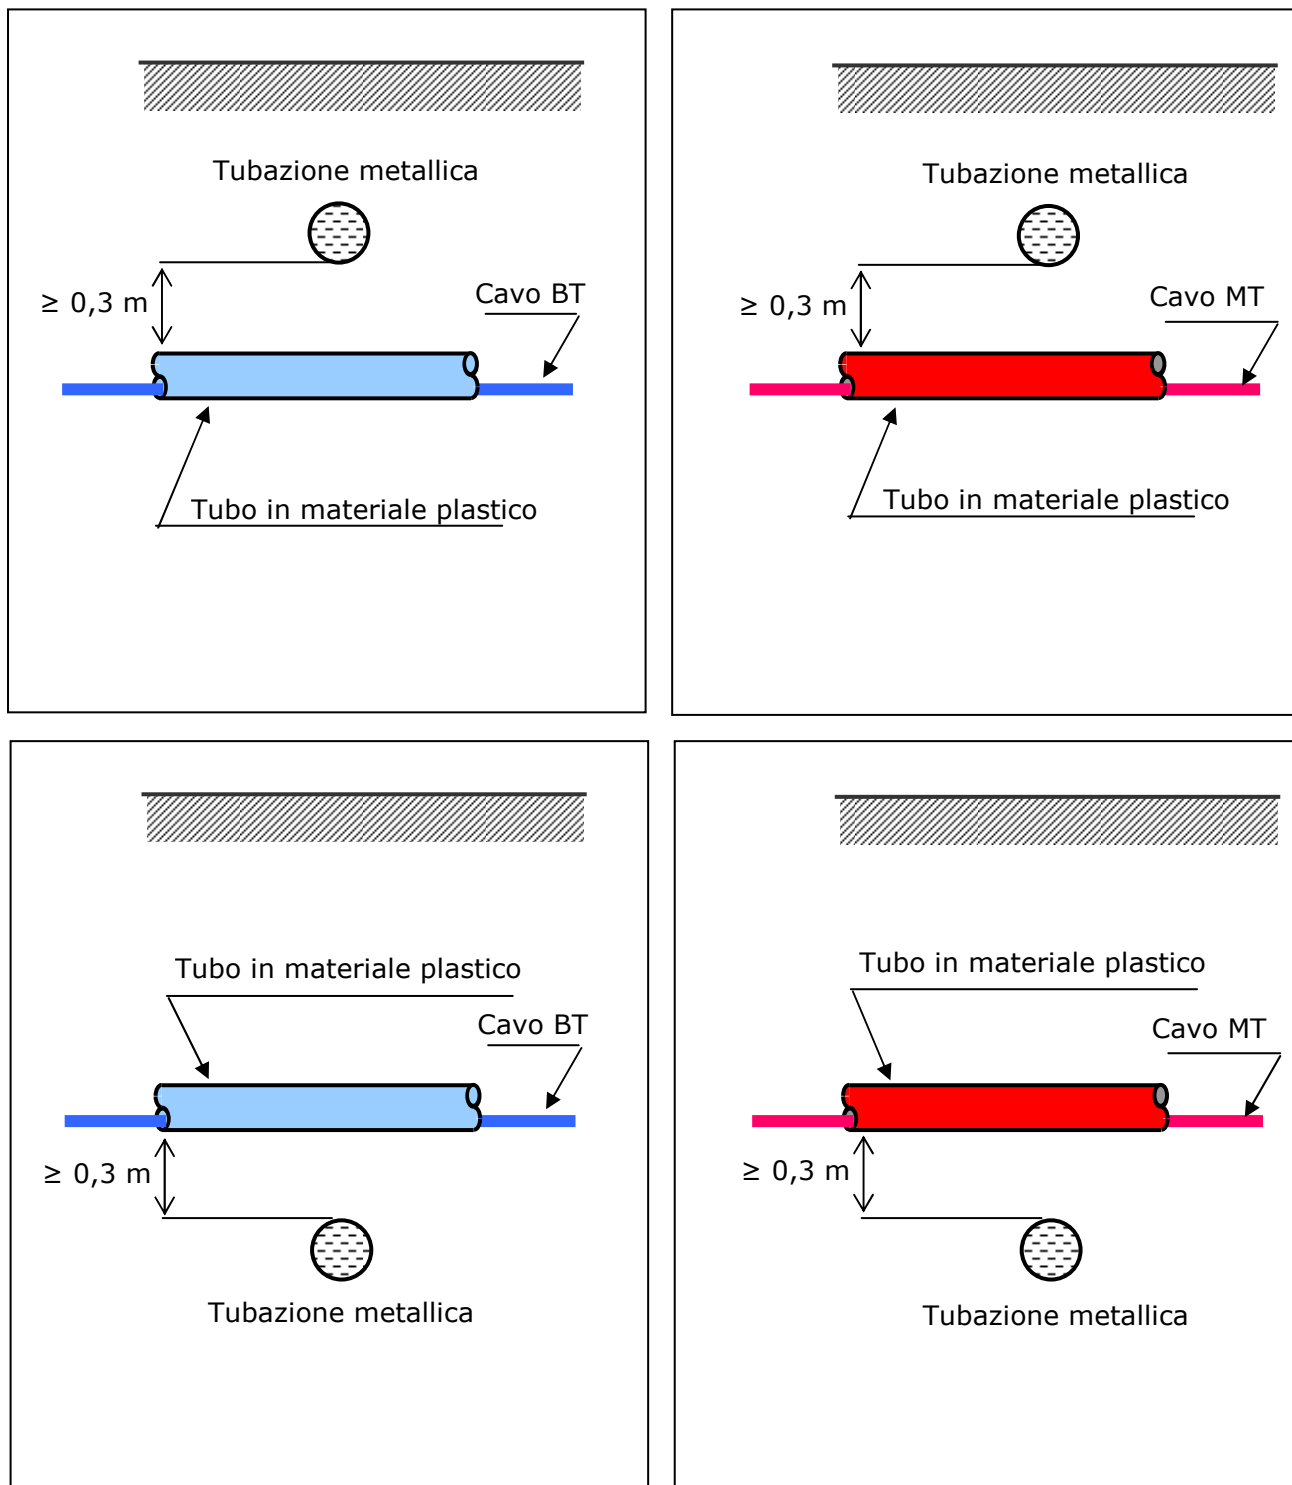 Tubazione metallica
≥ 0,3 m
Cavo BT
Tubo in materiale plastico
Tubazione metallica
≥ 0,3 m
Cavo MT
Tubo in materiale plastico
Tubo in materiale plastico
Cavo BT
≥ 0,3 m
Tubazione metallica
Tubo in materiale plastico
Cavo MT
≥ 0,3 m
Tubazione metallica